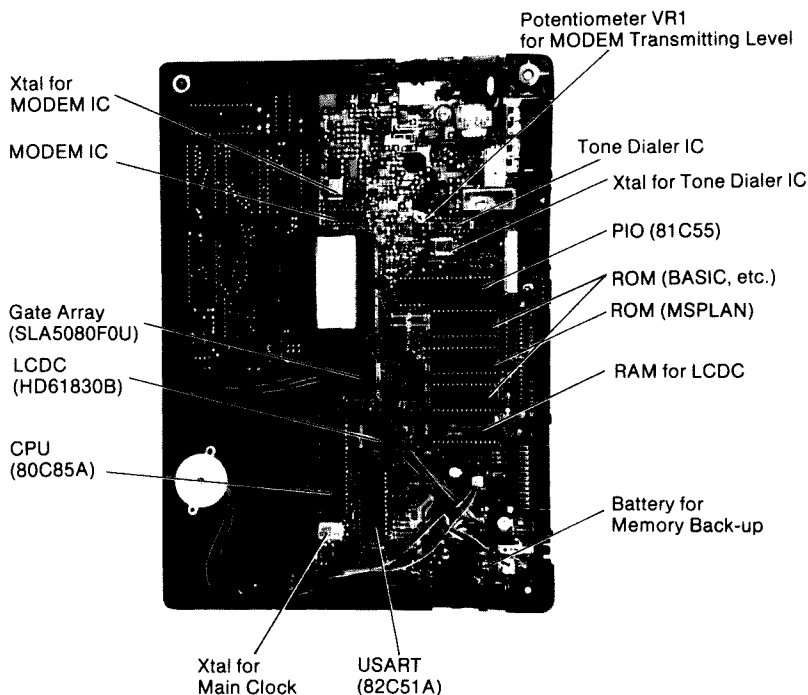 Potentiometer VR1
for MODEM Transmitting Level
Xtal for
MODEM IC
MODEM IC
Tone Dialer IC
Xtal for Tone Dialer IC
PIO (81C55)
ROM (BASIC, etc.)
ROM (MSPLAN)
Gate Array
(SLA5080F0U)
LCDC
(HD61830B)
RAM for LCDC
CPU
(80C85A)
Battery for
Memory Back-up
Xtal for
Main Clock
USART
(82C51A)